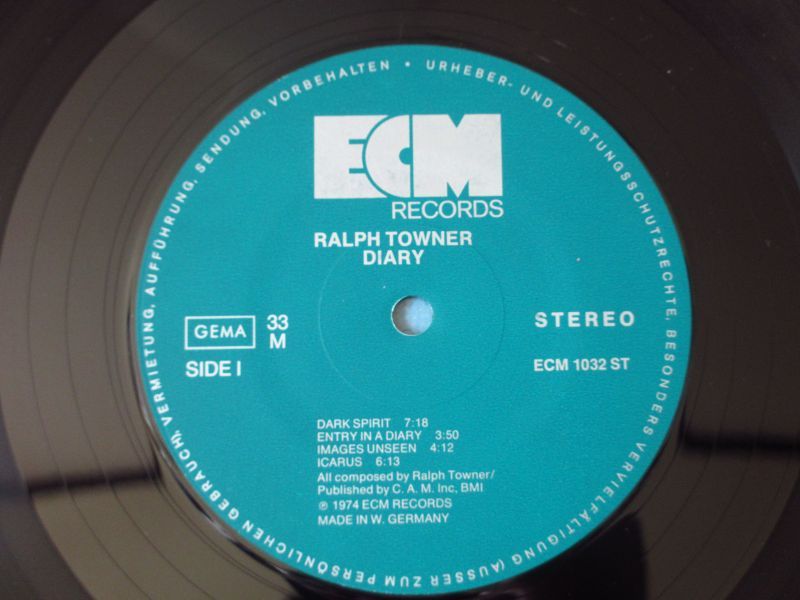 URHEBER- UND LEISTUNGSSCHUTZRECHTE, BESONDERS VERVIELFÄLTIGUNG (AUSSER ZUM PERSÖNLICHEN GEBRAUCH), VERMIETUNG, AUFFÜHRUNG, SENDUNG, VORBEHALTEN •
ECM
RECORDS
RALPH TOWNER
DIARY
GEMA 33
M
SIDE I
STEREO
ECM 1032 ST
DARK SPIRIT 7:18
ENTRY IN A DIARY 3:50
IMAGES UNSEEN 4:12
ICARUS 6:13
All composed by Ralph Towner/
Published by C. A. M. Inc, BMI
℗ 1974 ECM RECORDS
MADE IN W. GERMANY